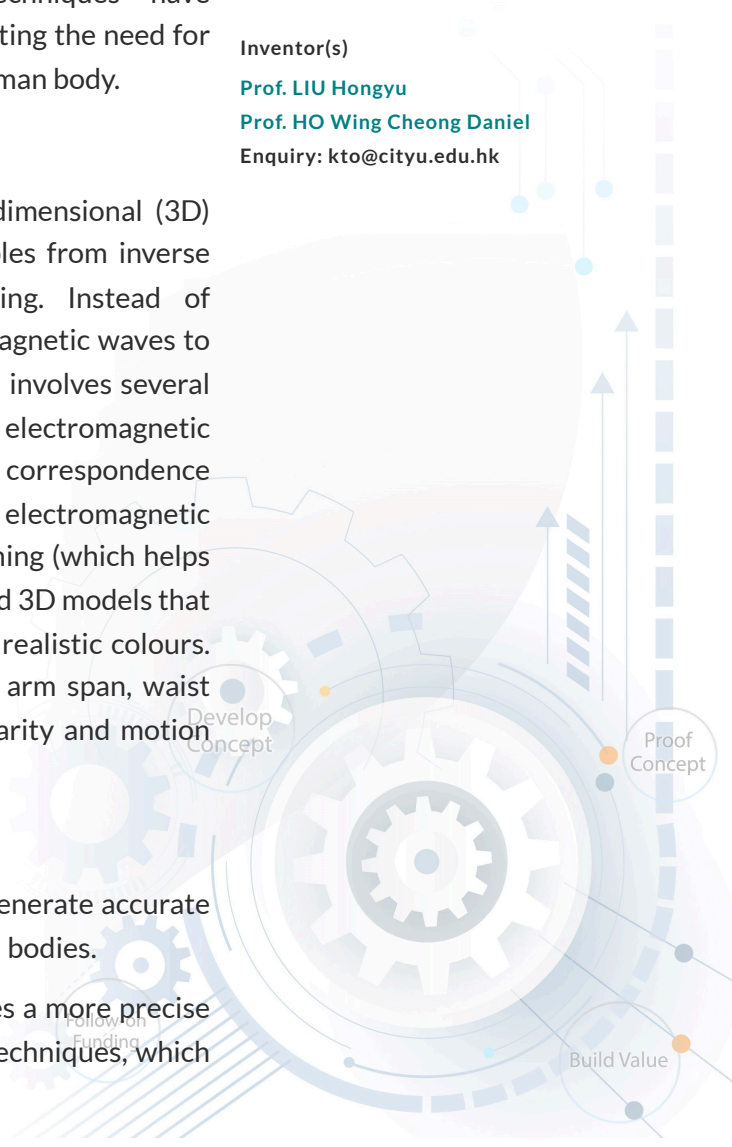 echniques have
ting the need for
man body.
dimensional (3D)
les from inverse
ing. Instead of
agnetic waves to
involves several
electromagnetic
correspondence
electromagnetic
ning (which helps
d 3D models that
realistic colours.
arm span, waist
arity and motion
enerate accurate
bodies.
es a more precise
echniques, which
Inventor(s)
Prof. LIU Hongyu
Prof. HO Wing Cheong Daniel
Enquiry: kto@cityu.edu.hk
Develop
Concept
Proof
Concept
Follow on
Funding
Build Value